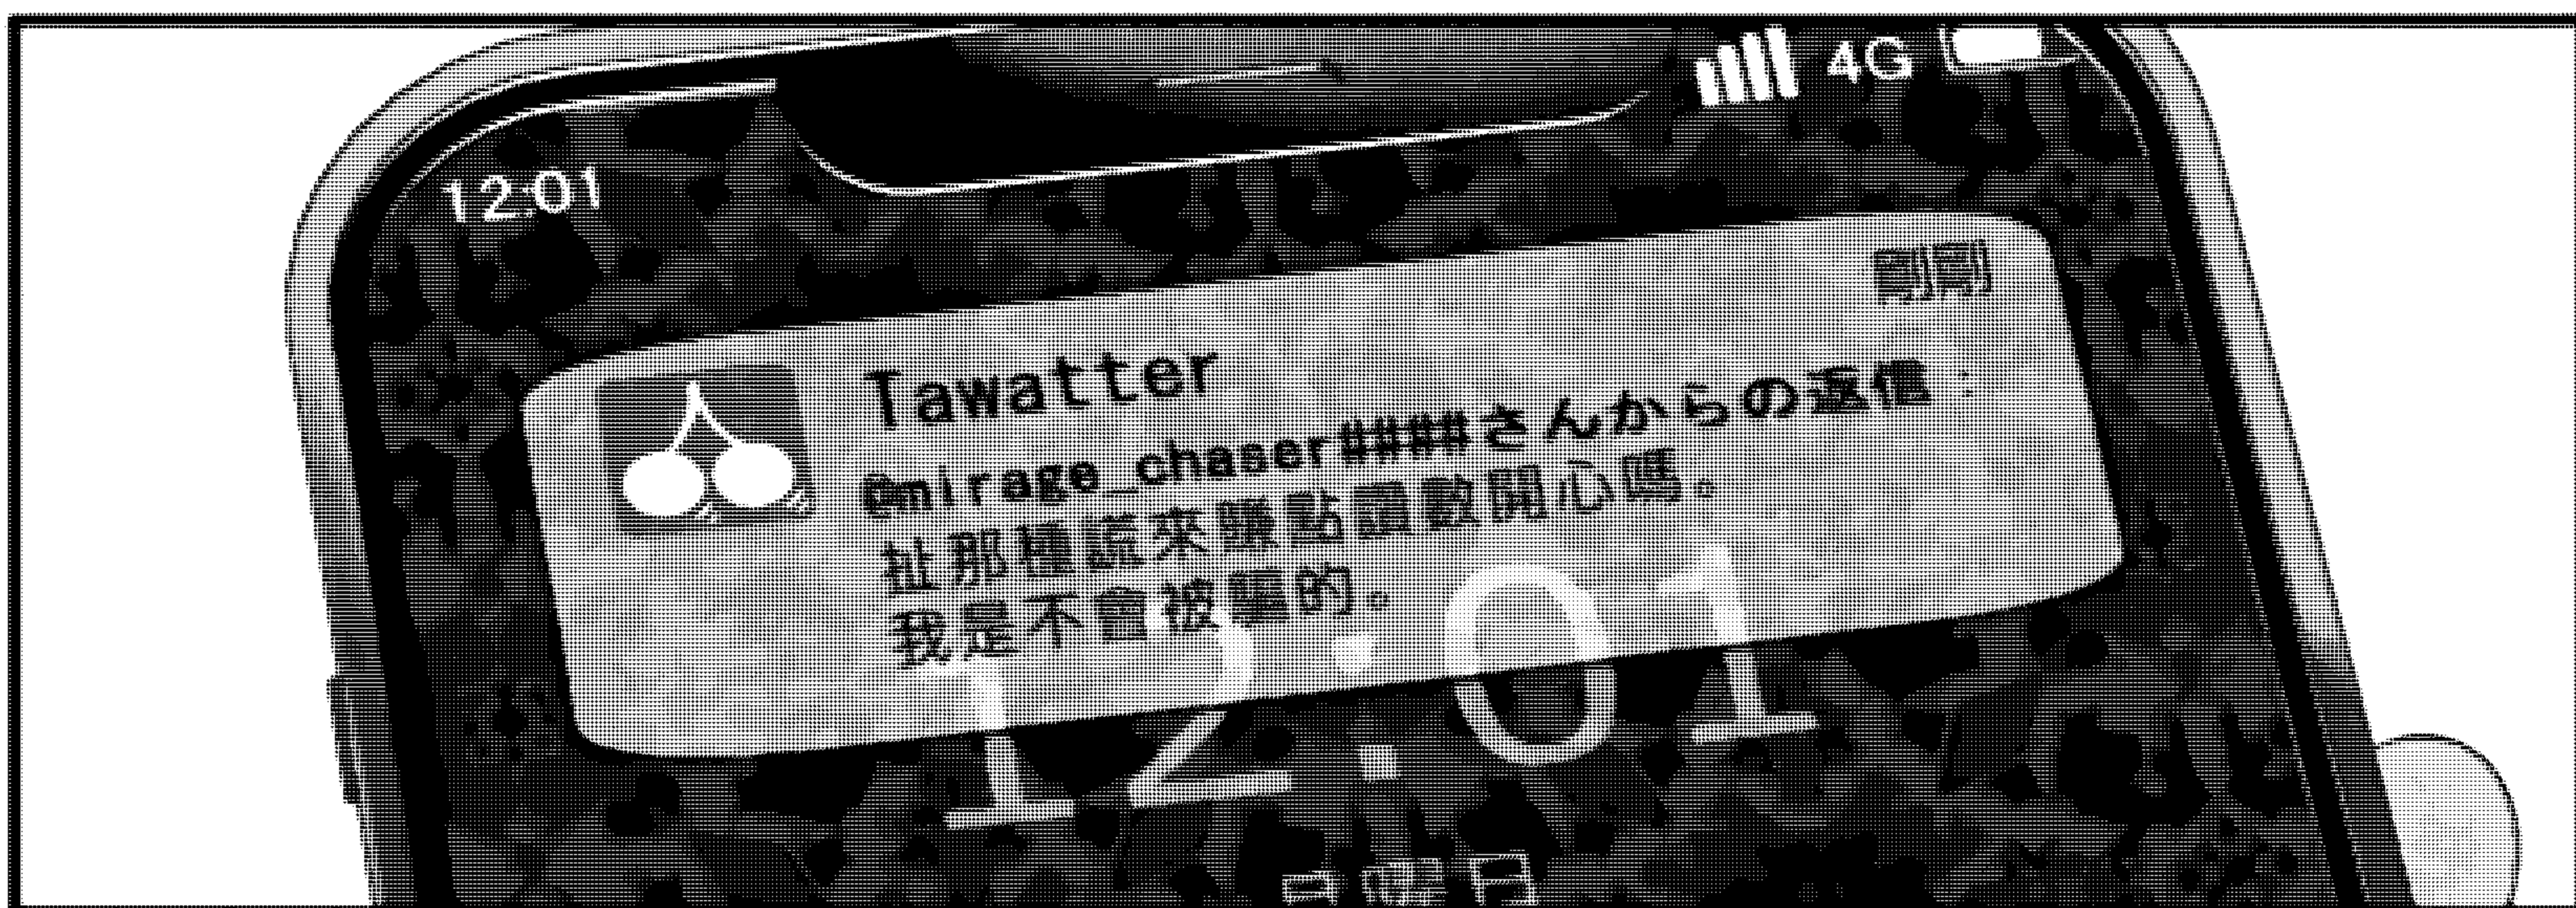 4G
12:01
剛剛
Tawatter
@mirage_chaser####さんからの返信：
扯那種謊來賺點讚數開心嗎。
我是不會被騙的。
12:01
日曜日